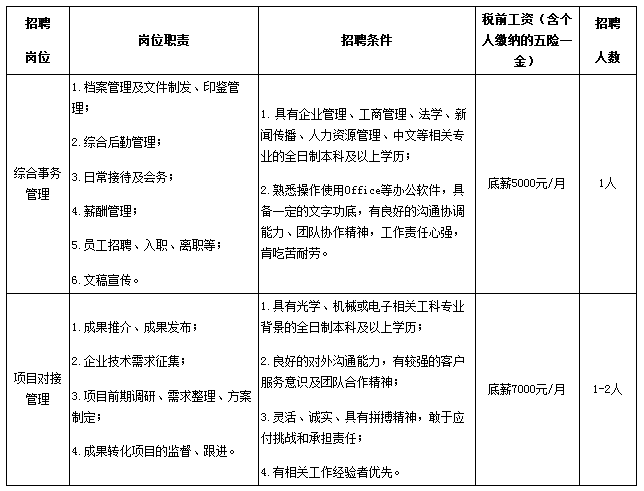 招聘
岗位
岗位职责
招聘条件
税前工资（含个
人缴纳的五险一
金）
招聘
人数
综合事务
管理
1.档案管理及文件制发、印鉴管
理；
2.综合后勤管理；
3.日常接待及会务；
4.薪酬管理；
5.员工招聘、入职、离职等；
6.文稿宣传。
1.具有企业管理、工商管理、法学、新
闻传播、人力资源管理、中文等相关专
业的全日制本科及以上学历；
2.熟悉操作使用Office等办公软件，具
备一定的文字功底，有良好的沟通协调
能力、团队协作精神，工作责任心强，
肯吃苦耐劳。
底薪5000元/月
1人
项目对接
管理
1.成果推介、成果发布；
2.企业技术需求征集；
3.项目前期调研、需求整理、方案
制定；
4.成果转化项目的监督、跟进。
1.具有光学、机械或电子相关工科专业
背景的全日制本科及以上学历；
2.良好的对外沟通能力，有较强的客户
服务意识及团队合作精神；
3.灵活、诚实、具有拼搏精神，敢于应
付挑战和承担责任；
4.有相关工作经验者优先。
底薪7000元/月
1-2人